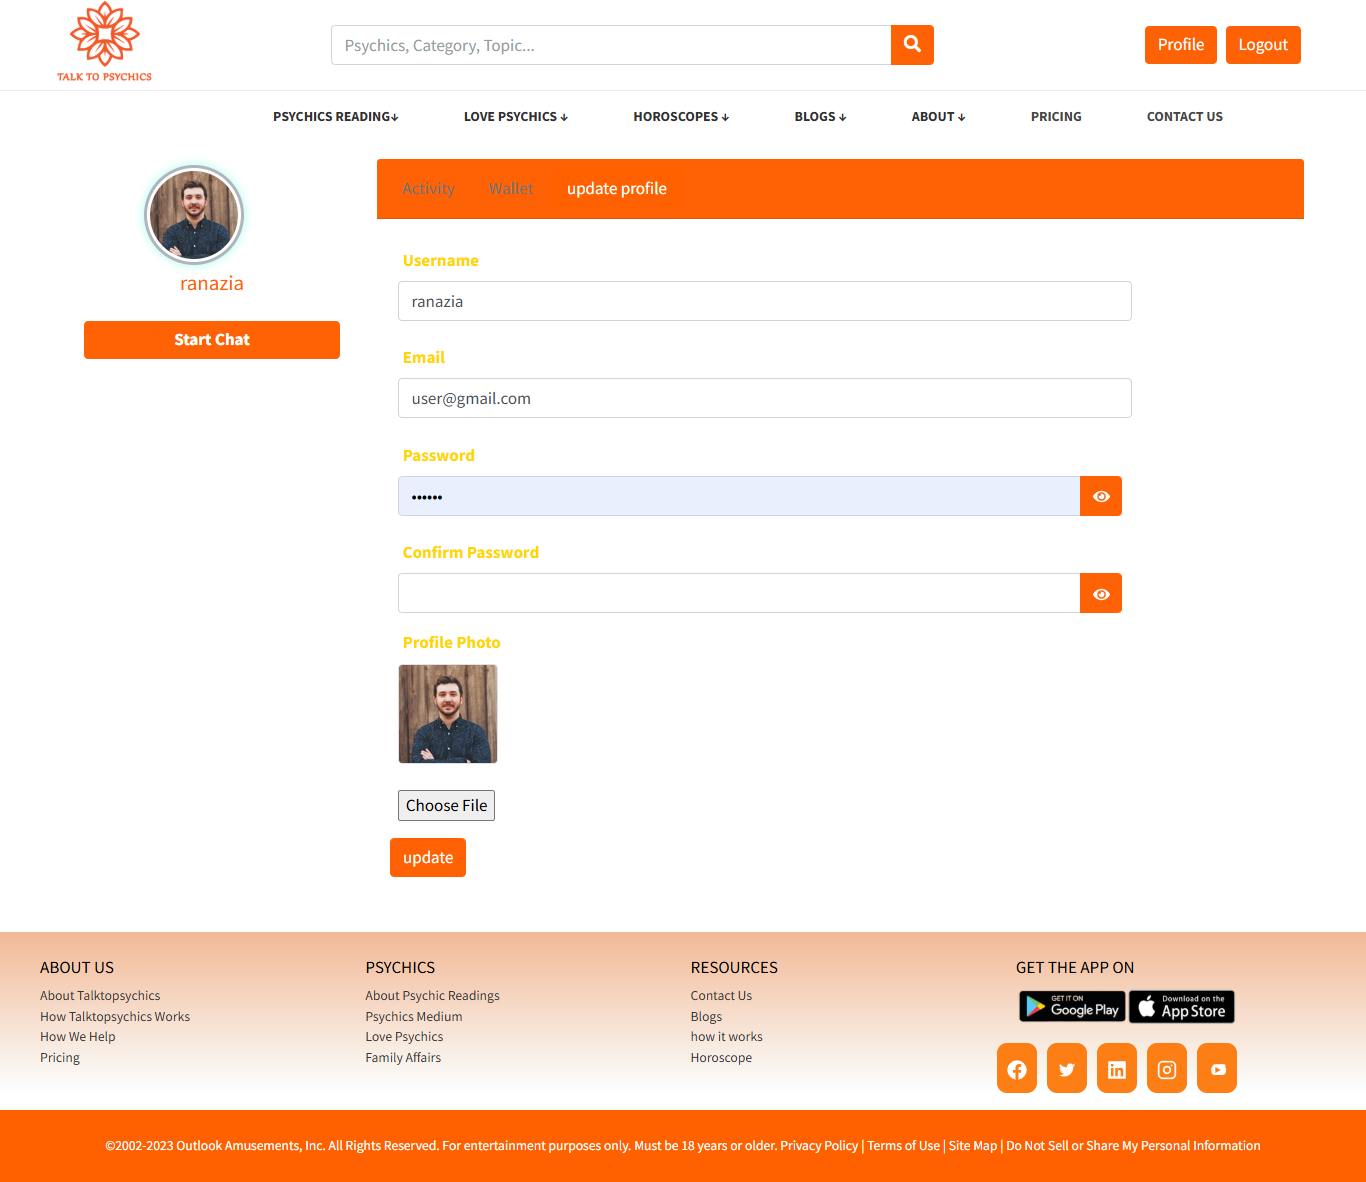 TALK TO PSYCHICS
Psychics, Category, Topic...
Profile
Logout
PSYCHICS READING↓
LOVE PSYCHICS ↓
HOROSCOPES ↓
BLOGS ↓
ABOUT ↓
PRICING
CONTACT US
ranazia
Start Chat
Activity
Wallet
update profile
Username
ranazia
Email
user@gmail.com
Password
••••••
Confirm Password
Profile Photo
Choose File
update
ABOUT US
About Talktopsychics
How Talktopsychics Works
How We Help
Pricing
PSYCHICS
About Psychic Readings
Psychics Medium
Love Psychics
Family Affairs
RESOURCES
Contact Us
Blogs
how it works
Horoscope
GET THE APP ON
GET IT ON
Google Play
Download on the
App Store
©2002-2023 Outlook Amusements, Inc. All Rights Reserved. For entertainment purposes only. Must be 18 years or older. Privacy Policy | Terms of Use | Site Map | Do Not Sell or Share My Personal Information